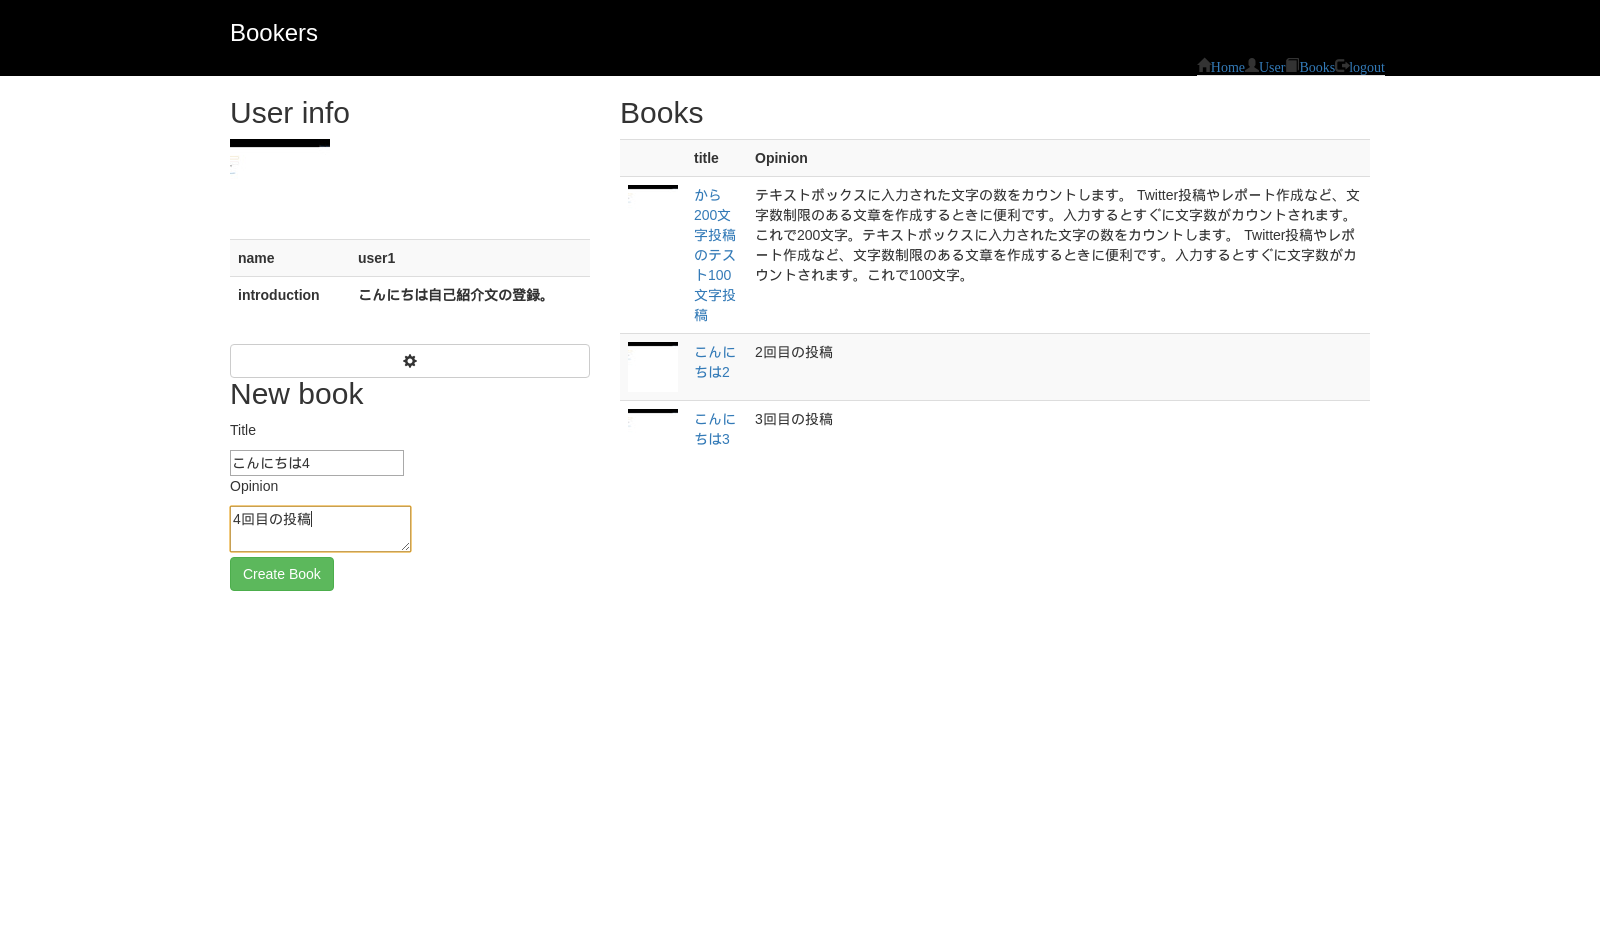 Bookers
Home User Books logout
User info
name user1
introduction こんにちは自己紹介文の登録。
New book
Title
こんにちは4
Opinion
4回目の投稿
Create Book
Books
title Opinion
から
200文
字投稿
のテス
ト100
文字投
稿
テキストボックスに入力された文字の数をカウントします。 Twitter投稿やレポート作成など、文
字数制限のある文章を作成するときに便利です。入力するとすぐに文字数がカウントされます。
これで200文字。テキストボックスに入力された文字の数をカウントします。 Twitter投稿やレポ
ート作成など、文字数制限のある文章を作成するときに便利です。入力するとすぐに文字数がカ
ウントされます。これで100文字。
こんに
ちは2
2回目の投稿
こんに
ちは3
3回目の投稿